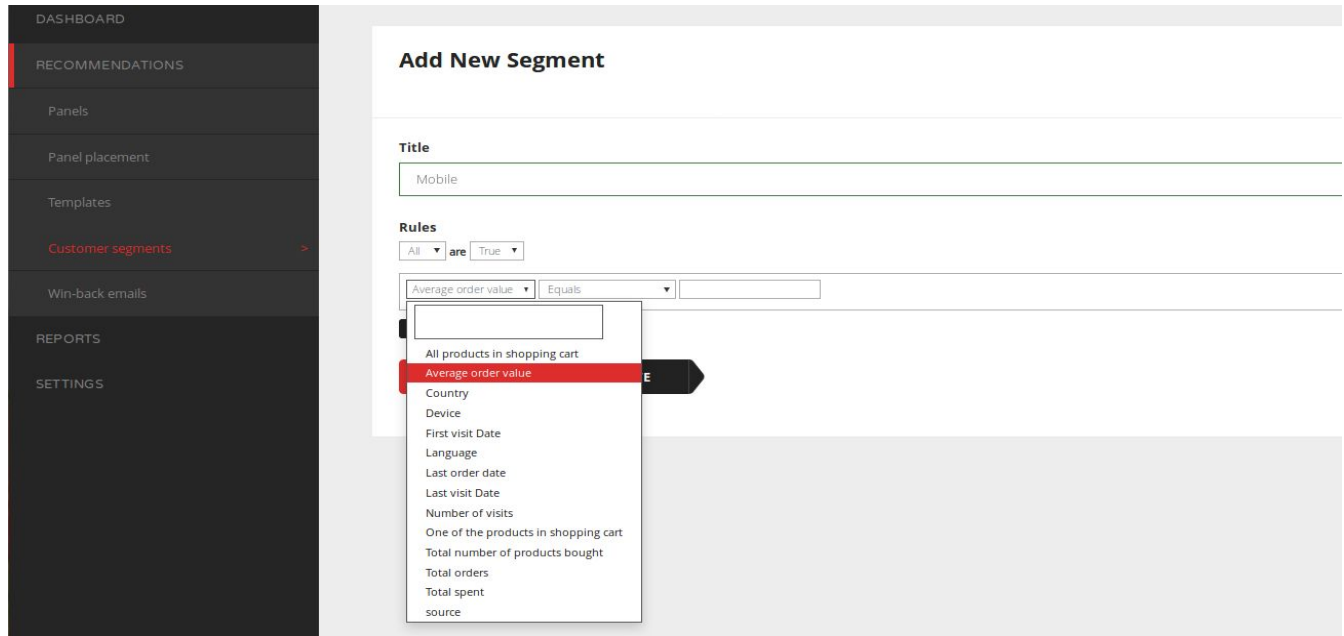 DASHBOARD
RECOMMENDATIONS
Panels
Panel placement
Templates
Customer segments >
Win-back emails
REPORTS
SETTINGS
Add New Segment
Title
Mobile
Rules
All are True
Average order value Equals
All products in shopping cart
Average order value
Country
Device
First visit Date
Language
Last order date
Last visit Date
Number of visits
One of the products in shopping cart
Total number of products bought
Total orders
Total spent
source
E